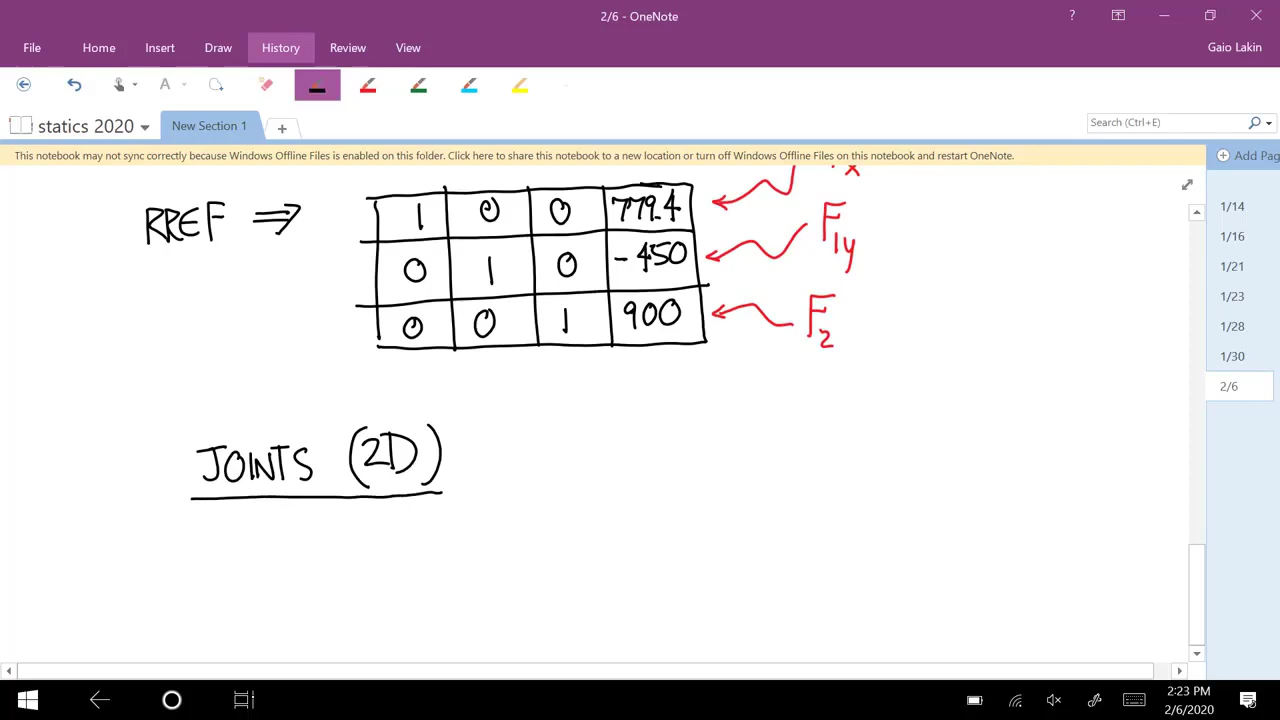 2/6 - OneNote
?
File Home Insert Draw History Review View
Gaio Lakin
A
statics 2020
New Section 1
Search (Ctrl+E)
This notebook may not sync correctly because Windows Offline Files is enabled on this folder. Click here to share this notebook to a new location or turn off Windows Offline Files on this notebook and restart OneNote.
Add Pag
1/14
1/16
1/21
1/23
1/28
1/30
2/6
x
RREF ⇒ 1 0 0 779.4
0 1 0 -450 F1y
0 0 1 900 F2
JOINTS (2D)
2:23 PM
2/6/2020